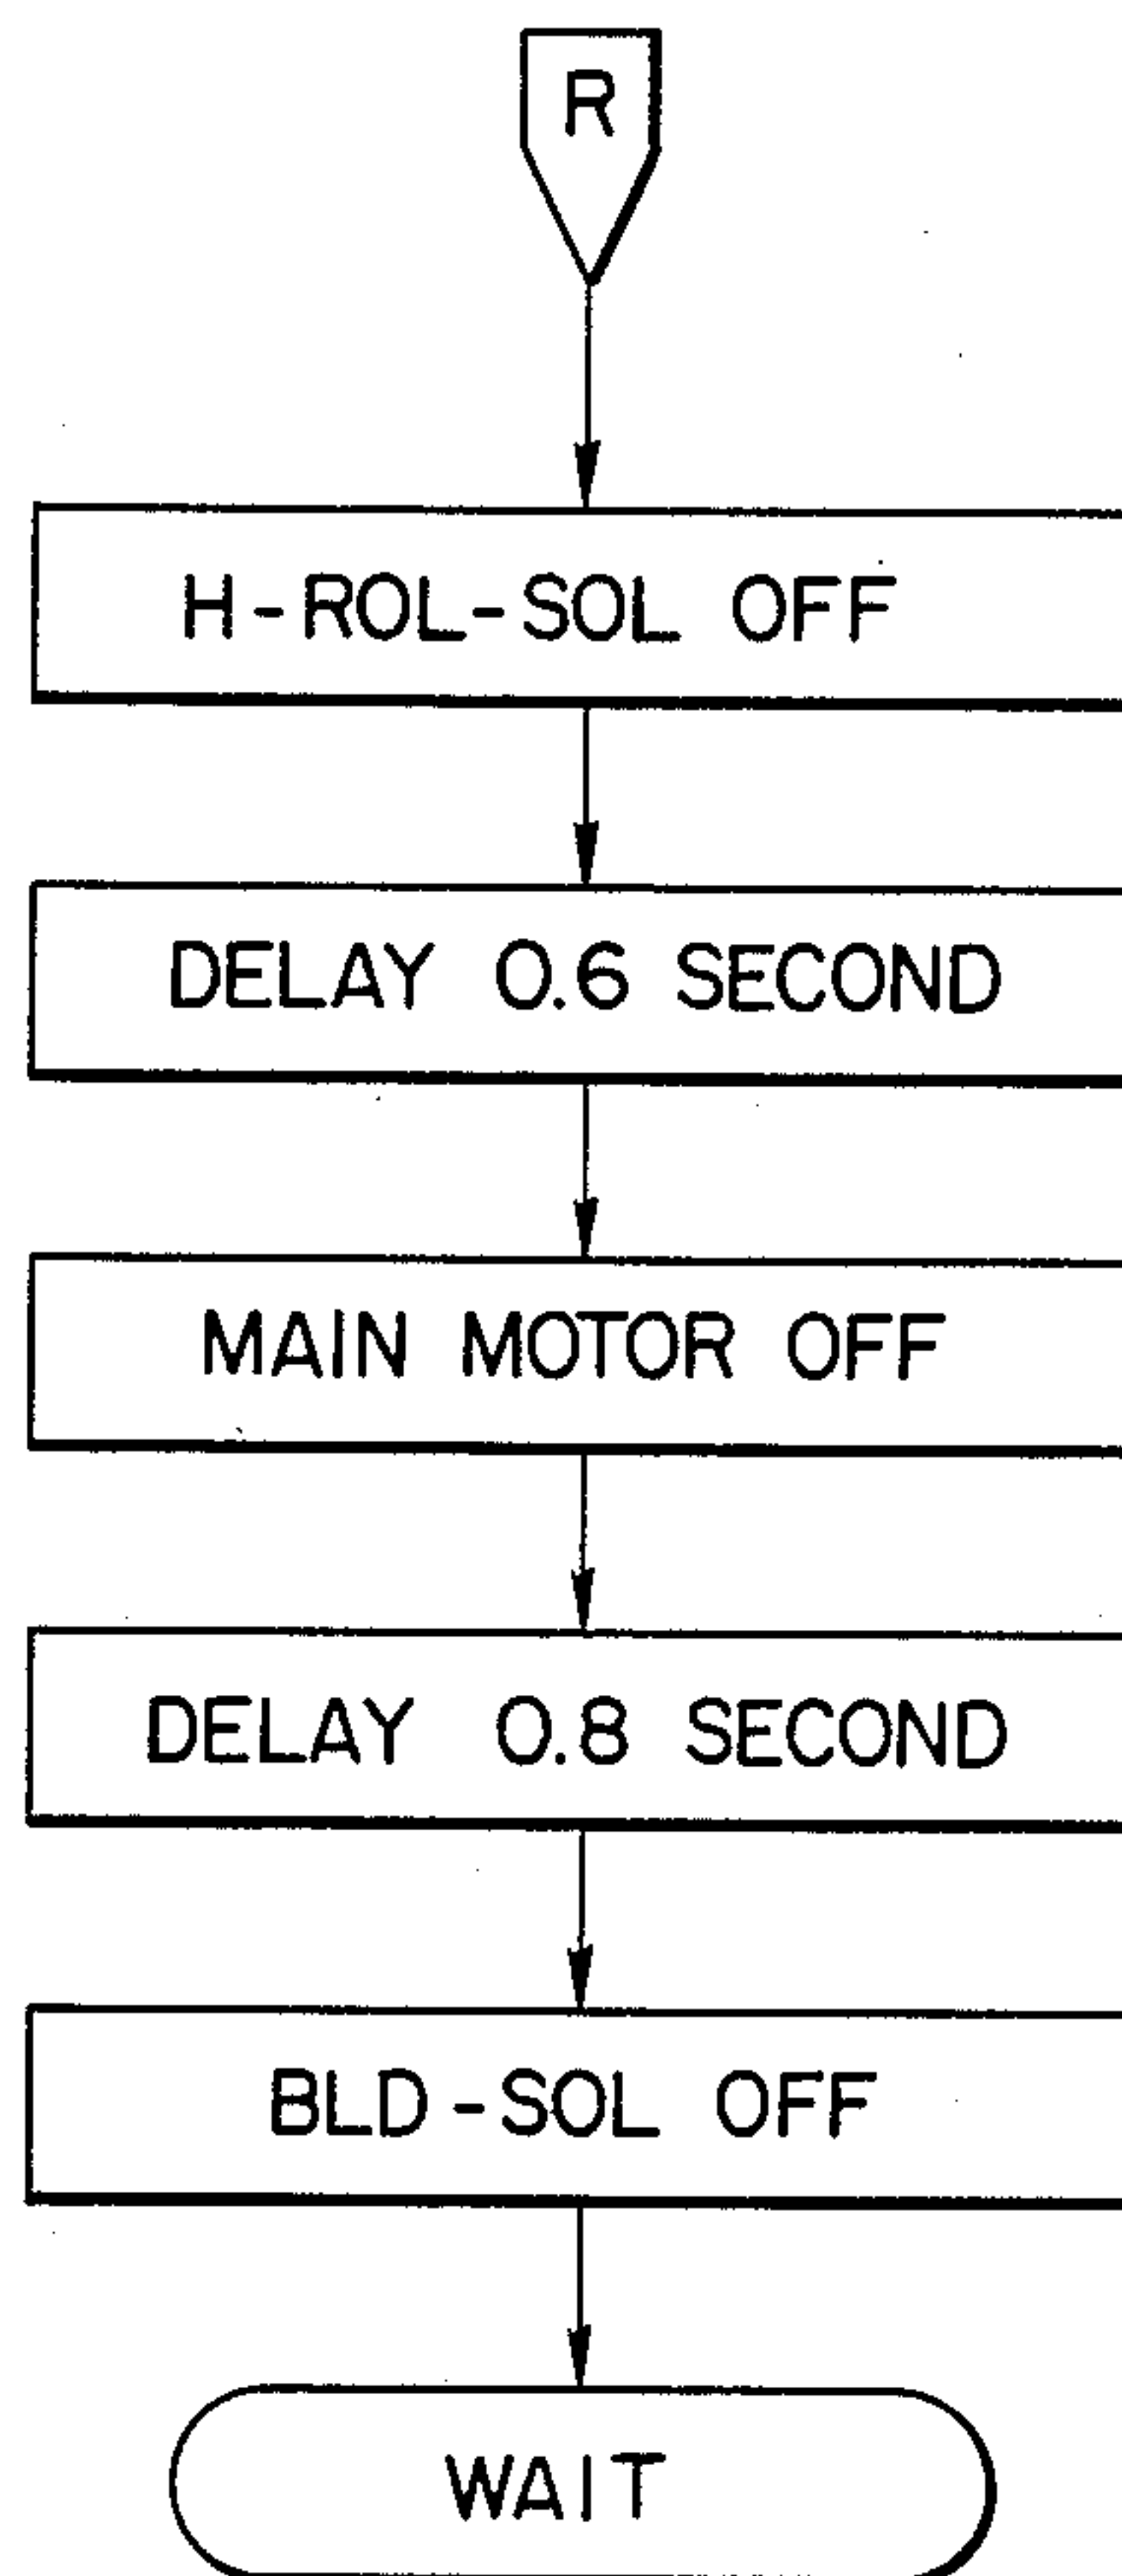 R
H-ROL-SOL OFF
DELAY 0.6 SECOND
MAIN MOTOR OFF
DELAY 0.8 SECOND
BLD-SOL OFF
WAIT